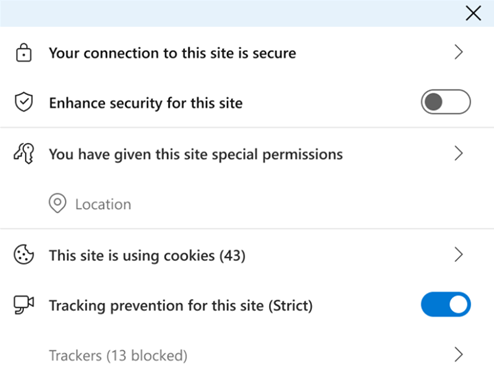 Your connection to this site is secure
Enhance security for this site
You have given this site special permissions
Location
This site is using cookies (43)
Tracking prevention for this site (Strict)
Trackers (13 blocked)